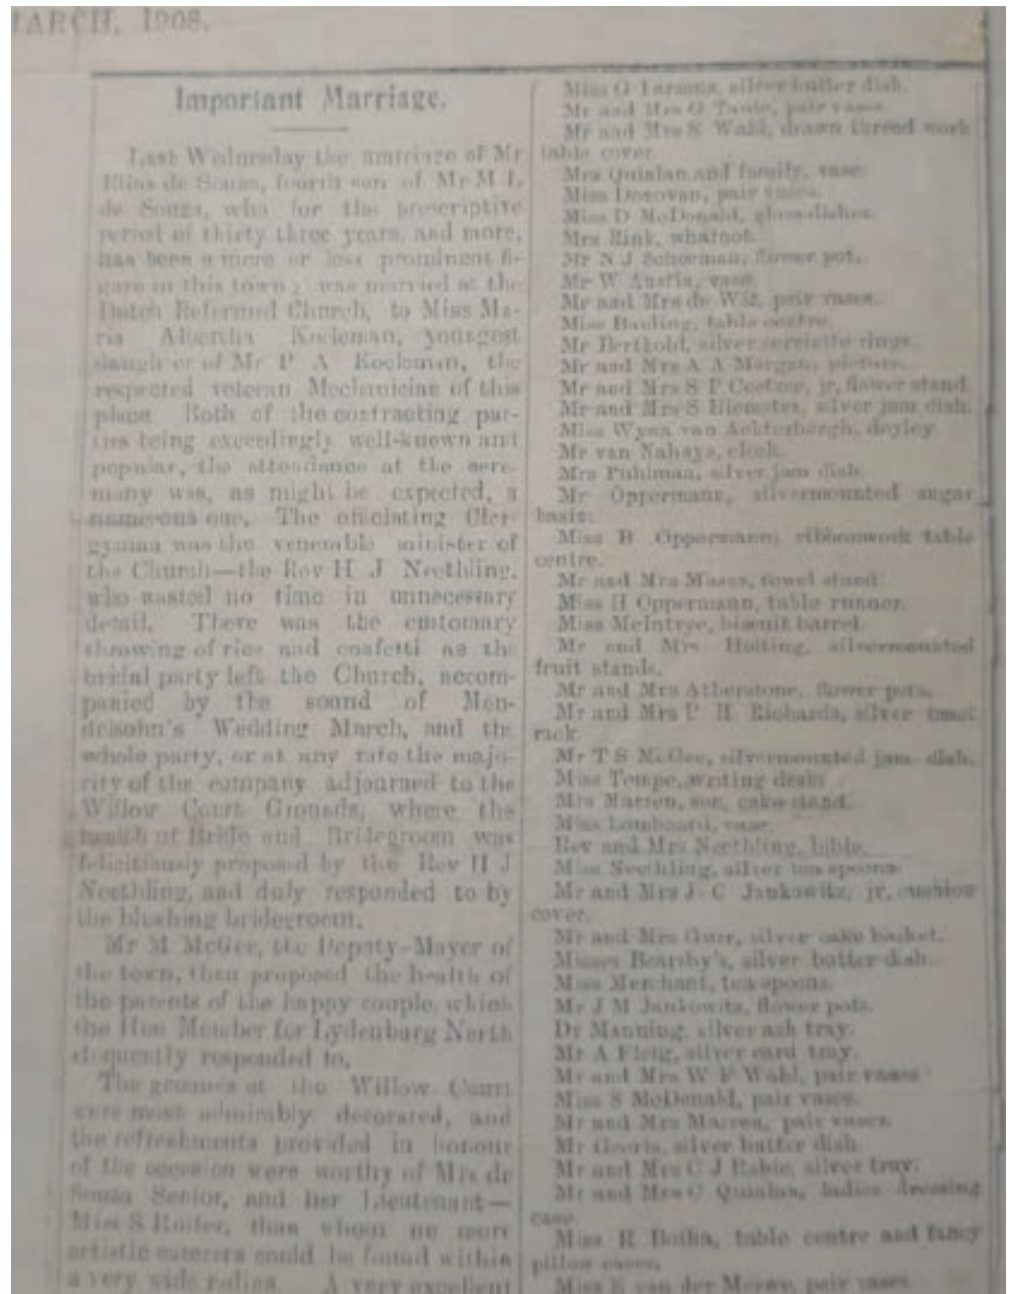 MARCH, 1908.
Important Marriage.
Last Wednesday the marriage of Mr
Elias de Souza, fourth son of Mr M L
de Souza, who for the prescriptive
period of thirty three years, and more,
has been a more or less prominent fi-
gure in this town; was married at the
Dutch Reformed Church, to Miss Ma-
ria Albertha Koeleman, youngest
daughter of Mr P A Koeleman, the
respected veteran Mechanician of this
place. Both of the contracting par-
ties being exceedingly well-known and
popular, the attendance at the cere-
mony was, as might be expected, a
numerous one. The officiating Cler-
gyman was the venerable minister of
the Church—the Rev H J Neethling,
who wasted no time in unnecessary
detail. There was the customary
throwing of rice and confetti as the
bridal party left the Church, accom-
panied by the sound of Men-
delsohn's Wedding March, and the
whole party, or at any rate the majo-
rity of the company adjourned to the
Willow Court Grounds, where the
health of Bride and Bridegroom was
felicitiously proposed by the Rev H J
Neethling, and duly responded to by
the blushing bridegroom.
Mr M McGee, the Deputy-Mayor of
the town, then proposed the health of
the parents of the happy couple, which
the Hon Member for Lydenburg North
eloquently responded to.
The grounds at the Willow Court
were most admirably decorated, and
the refreshments provided in honour
of the occasion were worthy of Mrs de
Souza Senior, and her Lieutenant—
Miss S, than whom no more
artistic caterers could be found within
a very wide radius. A very excellent
Miss G Parsons, silver butter dish.
Mr and Mrs G, pair vases.
Mr and Mrs S Wahl, drawn thread work
table cover.
Mrs Quinlan and family, vase.
Miss Donovan, pair vases.
Miss D McDonald, glass dishes.
Mrs Rink, whatnot.
Mr N J Schoeman, flower pot.
Mr W Austin, vase.
Mr and Mrs de Wit, pair vases.
Miss, table centre.
Mr Berthold, silver serviette rings.
Mr and Mrs A A Morgan, picture.
Mr and Mrs S P Coetzee, jr, flower stand.
Mr and Mrs S Hiemstra, silver jam dish.
Miss Wyna van Achterbergh, doyley.
Mr van Nahays, clock.
Mrs Puhlman, silver jam dish.
Mr Oppermann, silvermounted sugar
basin.
Miss B Oppermann, ribbonwork table
centre.
Mr and Mrs, towel stand.
Miss H Oppermann, table runner.
Miss McIntrye, biscuit barrel.
Mr and Mrs Holting, silvermounted
fruit stands.
Mr and Mrs Atherstone, flower pots.
Mr and Mrs P H Richards, silver toast
rack.
Mr T S McGee, silvermounted jam dish.
Miss Tempe, writing desk.
Mrs Marren, sen, cake stand.
Miss Lombaard, vase.
Rev and Mrs Neethling, bible.
Miss Neethling, silver tea spoons.
Mr and Mrs J C Jankowitz, jr, cushion
cover.
Mr and Mrs Gurr, silver cake basket.
Misses Bearsby's, silver butter dish.
Miss Merchant, tea spoons.
Mr J M Jankowitz, flower pots.
Dr Manning, silver ash tray.
Mr A Fleig, silver card tray.
Mr and Mrs W F Wahl, pair vases.
Miss S McDonald, pair vases.
Mr and Mrs Marren, pair vases.
Mr Geerts, silver butter dish.
Mr and Mrs C J Rabie, silver tray.
Mr and Mrs C Quinlan, ladies dressing
case.
Miss R Botha, table centre and fancy
pillow cases.
Miss E van der Merwe, pair vases.